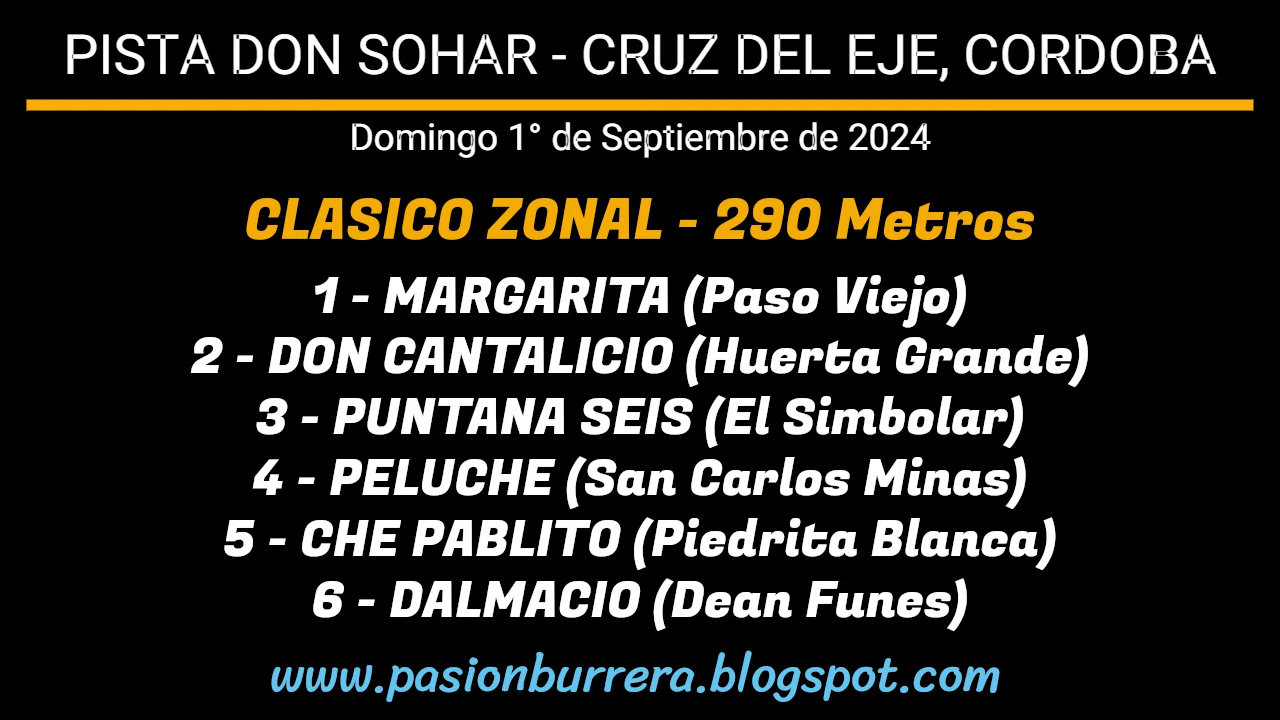 PISTA DON SOHAR - CRUZ DEL EJE, CORDOBA
Domingo 1° de Septiembre de 2024
CLASICO ZONAL - 290 Metros
1 - MARGARITA (Paso Viejo)
2 - DON CANTALICIO (Huerta Grande)
3 - PUNTANA SEIS (El Simbolar)
4 - PELUCHE (San Carlos Minas)
5 - CHE PABLITO (Piedrita Blanca)
6 - DALMACIO (Dean Funes)
www.pasionburrera.blogspot.com